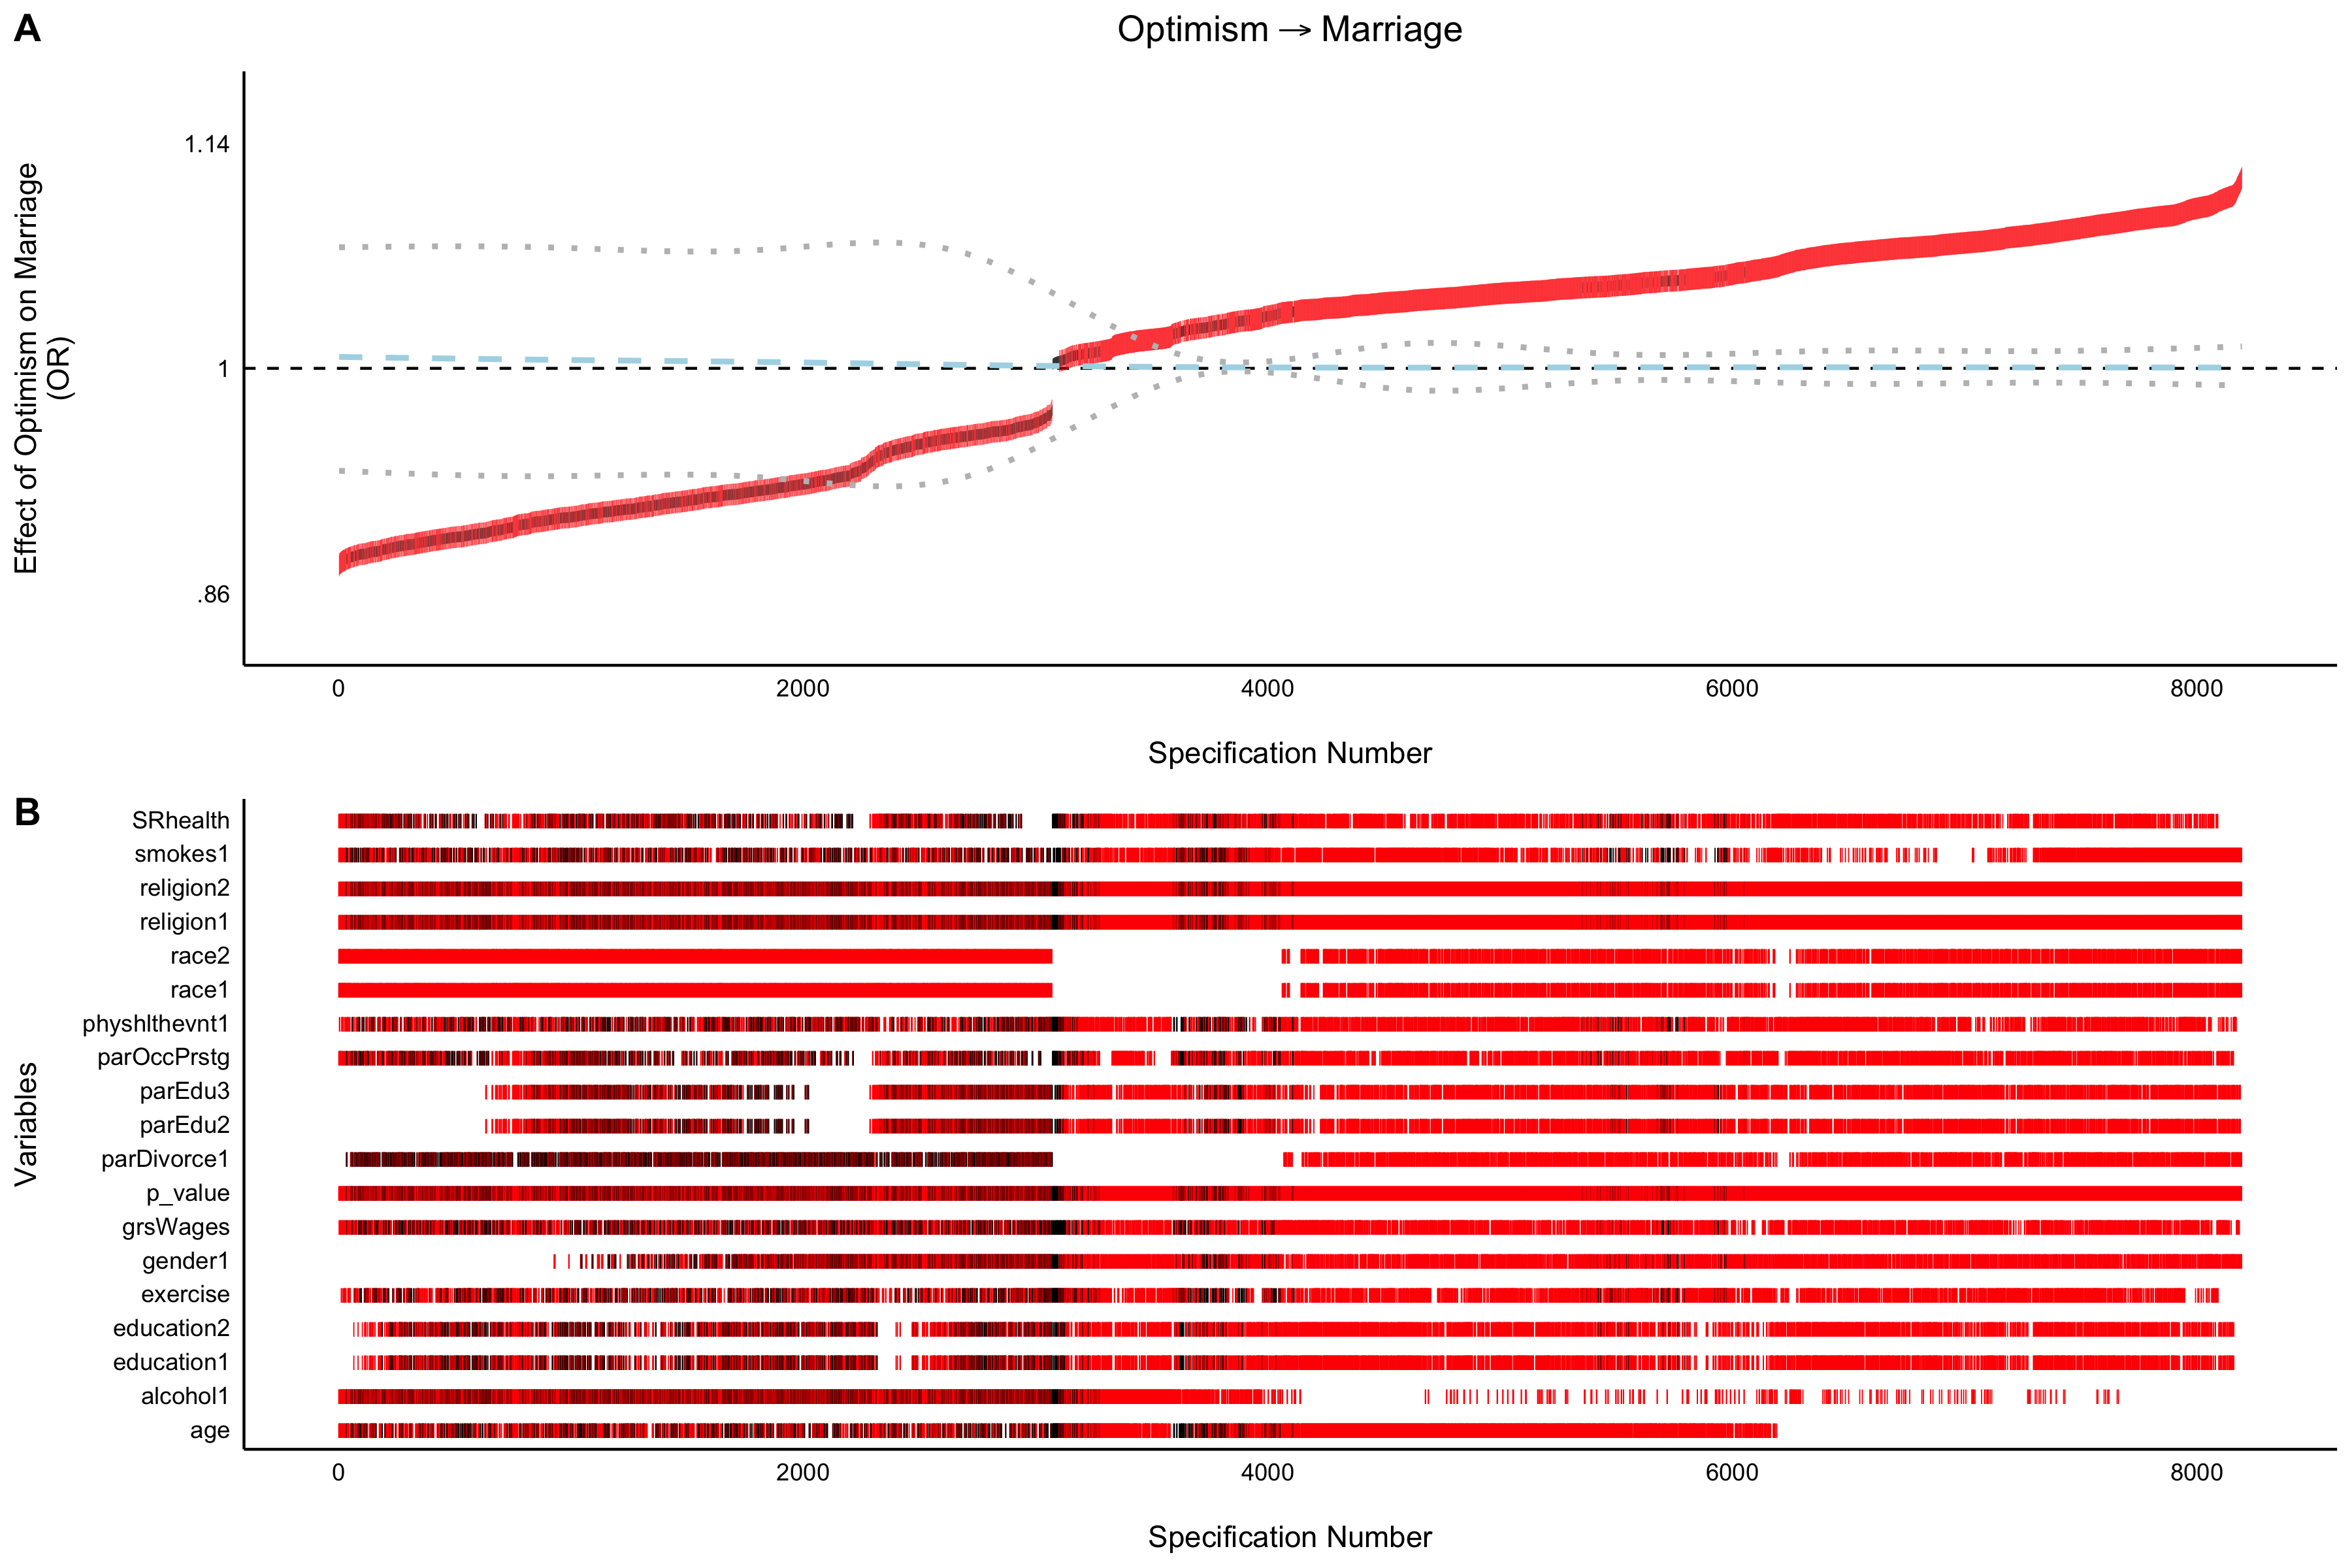 A
Optimism → Marriage
Effect of Optimism on Marriage
(OR)
1.14
1
.86
0 2000 4000 6000 8000
Specification Number
B
Variables
SRhealth
smokes1
religion2
religion1
race2
race1
physhlthevnt1
parOccPrstg
parEdu3
parEdu2
parDivorce1
p_value
grsWages
gender1
exercise
education2
education1
alcohol1
age
0 2000 4000 6000 8000
Specification Number